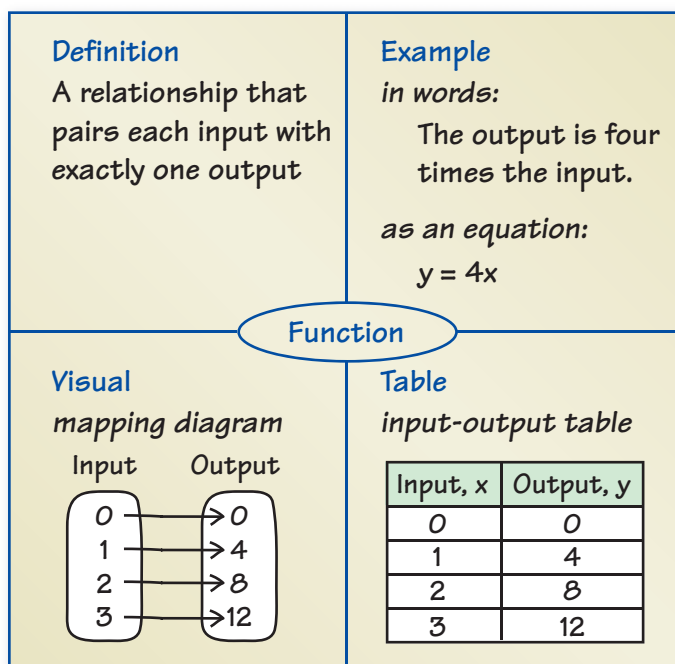 Definition
A relationship that
pairs each input with
exactly one output
Example
in words:
The output is four
times the input.
as an equation:
y = 4x
Function
Visual
mapping diagram
Input Output
0 0
1 4
2 8
3 12
Table
input-output table
Input, x Output, y
0 0
1 4
2 8
3 12